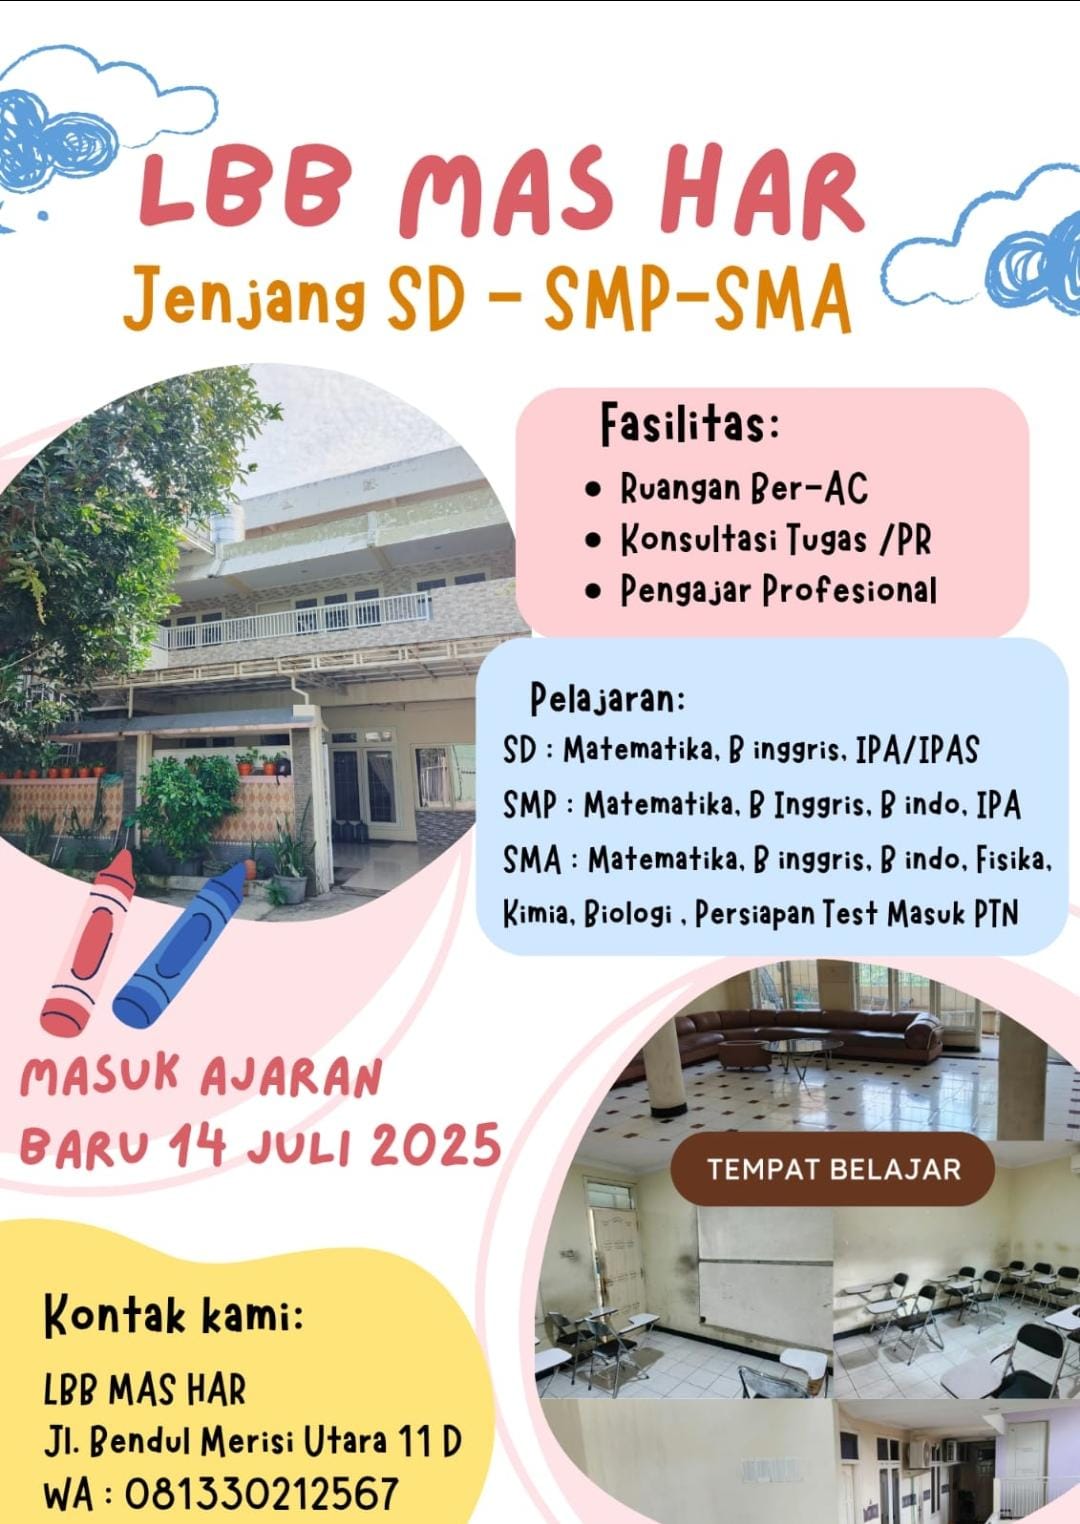 LBB MAS HAR
Jenjang SD - SMP-SMA
Fasilitas:
• Ruangan Ber-AC
• Konsultasi Tugas /PR
• Pengajar Profesional
Pelajaran:
SD : Matematika, B inggris, IPA/IPAS
SMP : Matematika, B Inggris, B indo, IPA
SMA : Matematika, B inggris, B indo, Fisika,
Kimia, Biologi , Persiapan Test Masuk PTN
MASUK AJARAN
BARU 14 JULI 2025
TEMPAT BELAJAR
Kontak kami:
LBB MAS HAR
Jl. Bendul Merisi Utara 11 D
WA : 081330212567